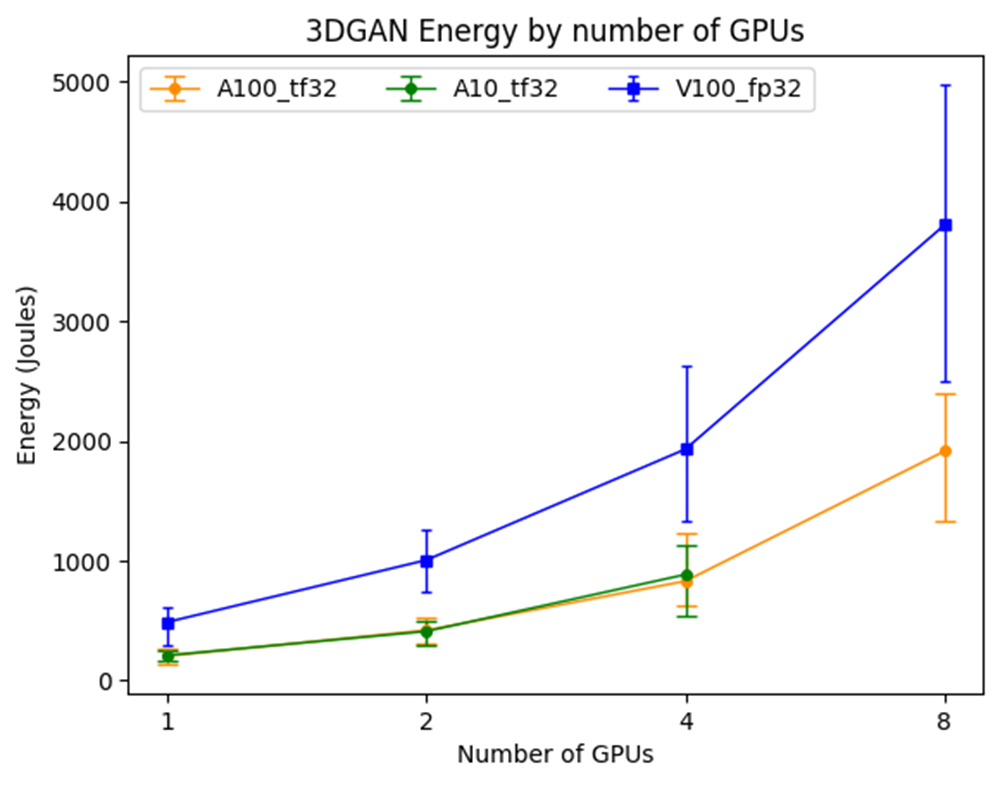 3DGAN Energy by number of GPUs
A100_tf32 A10_tf32 V100_fp32
5000
4000
3000
2000
1000
0
Energy (Joules)
1 2 4 8
Number of GPUs